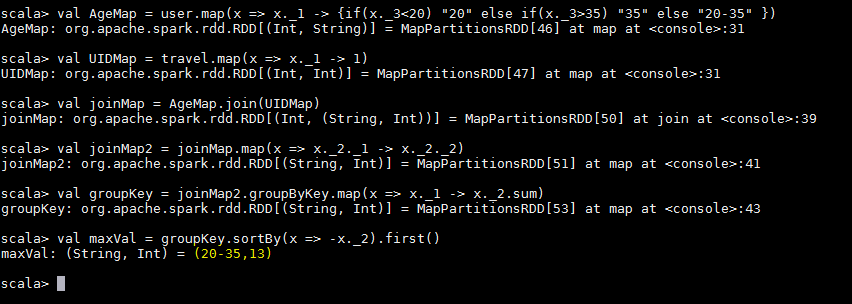 scala> val AgeMap = user.map(x => x._1 -> {if(x._3<20) "20" else if(x._3>35) "35" else "20-35" })
AgeMap: org.apache.spark.rdd.RDD[(Int, String)] = MapPartitionsRDD[46] at map at <console>:31
scala> val UIDMap = travel.map(x => x._1 -> 1)
UIDMap: org.apache.spark.rdd.RDD[(Int, Int)] = MapPartitionsRDD[47] at map at <console>:31
scala> val joinMap = AgeMap.join(UIDMap)
joinMap: org.apache.spark.rdd.RDD[(Int, (String, Int))] = MapPartitionsRDD[50] at join at <console>:39
scala> val joinMap2 = joinMap.map(x => x._2._1 -> x._2._2)
joinMap2: org.apache.spark.rdd.RDD[(String, Int)] = MapPartitionsRDD[51] at map at <console>:41
scala> val groupKey = joinMap2.groupByKey.map(x => x._1 -> x._2.sum)
groupKey: org.apache.spark.rdd.RDD[(String, Int)] = MapPartitionsRDD[53] at map at <console>:43
scala> val maxVal = groupKey.sortBy(x => -x._2).first()
maxVal: (String, Int) = (20-35,13)
scala>